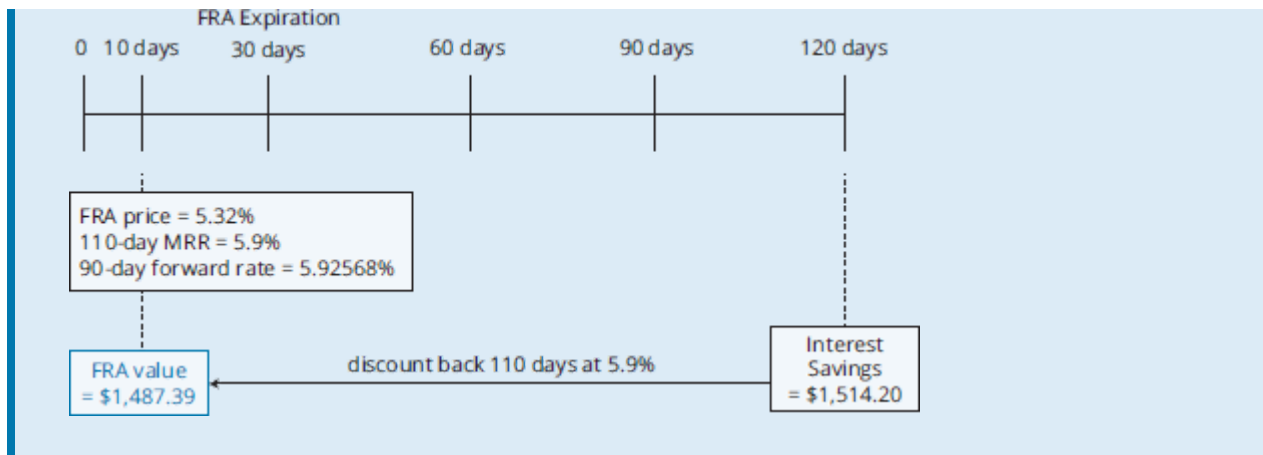 FRA Expiration
0 10 days 30 days 60 days 90 days 120 days
FRA price = 5.32%
110-day MRR = 5.9%
90-day forward rate = 5.92568%
FRA value
= $1,487.39
discount back 110 days at 5.9%
Interest
Savings
= $1,514.20